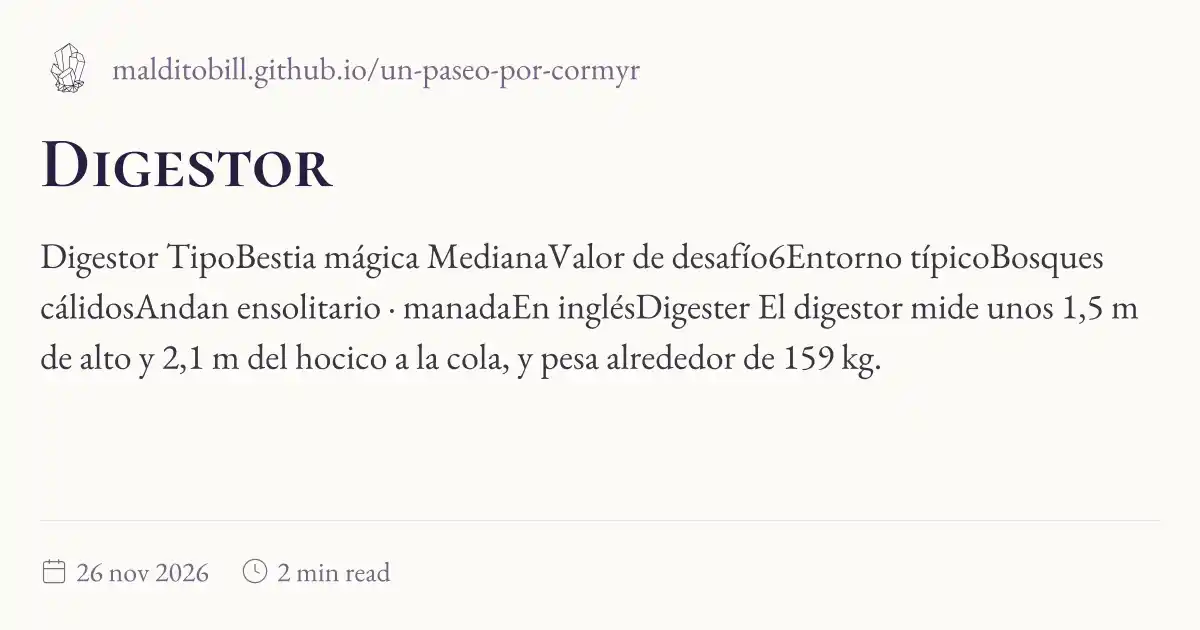 malditobill.github.io/un-paseo-por-cormyr
Digestor
Digestor TipoBestia mágica MedianaValor de desafío6Entorno típicoBosques
cálidosAndan ensolitario · manadaEn inglésDigester El digestor mide unos 1,5 m
de alto y 2,1 m del hocico a la cola, y pesa alrededor de 159 kg.
26 nov 2026 2 min read